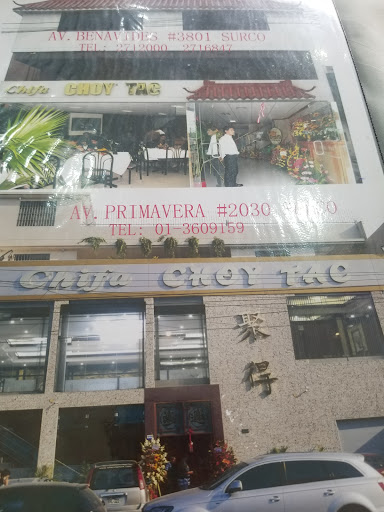 AV. BENAVIDES #3801 SURCO
TEL: 2712000 2716847
Chifa CHOY TAC
AV. PRIMAVERA #2030
TEL: 01-3609159
Chifa CHOY TAC
聚
得